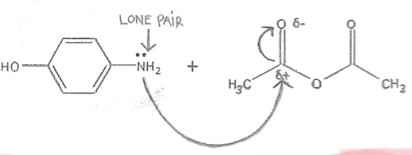 LONE PAIR
O δ-
O
HO
NH₂
+
H₃C
δ+
O
CH₃